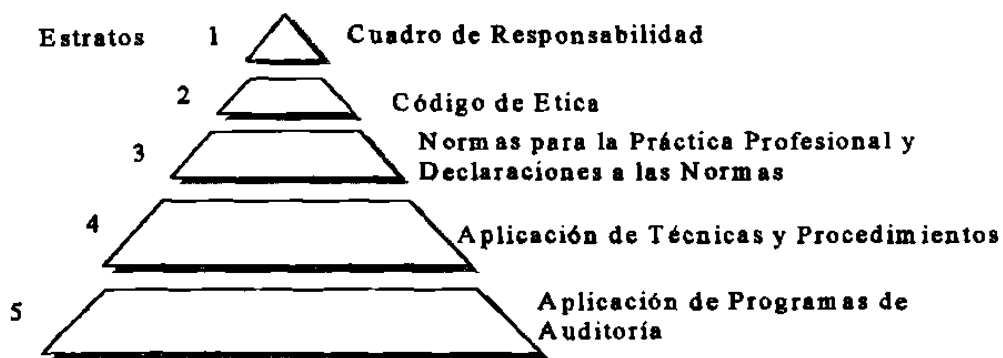 Estratos 1 Cuadro de Responsabilidad
2 Código de Etica
3 Normas para la Práctica Profesional y
Declaraciones a las Normas
4 Aplicación de Técnicas y Procedimientos
5 Aplicación de Programas de
Auditoría